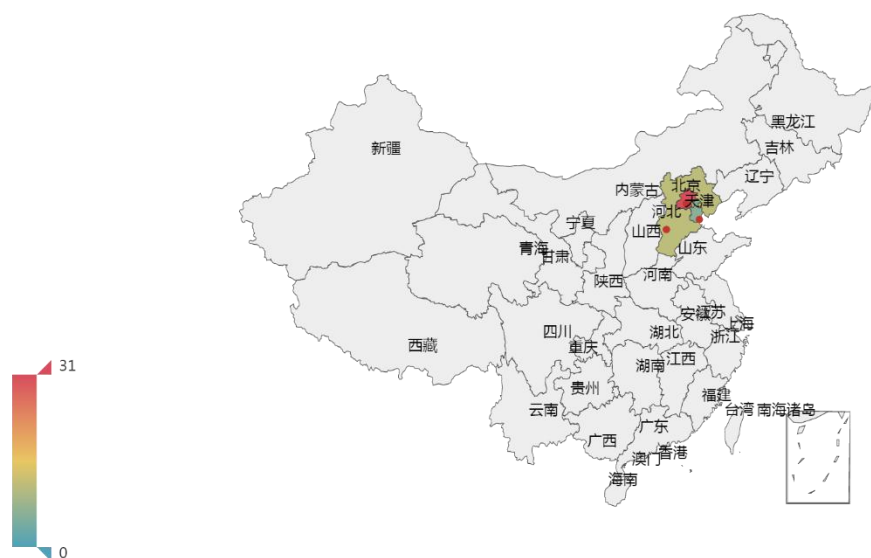 黑龙江
吉林
新疆
辽宁
内蒙古
北京
天津
河北
宁夏
山西
青海
甘肃
山东
陕西
河南
安徽
江苏
上海
浙江
四川
重庆
湖北
西藏
湖南
江西
贵州
云南
福建
台湾
南海诸岛
广西
广东
澳门
香港
海南
31
0